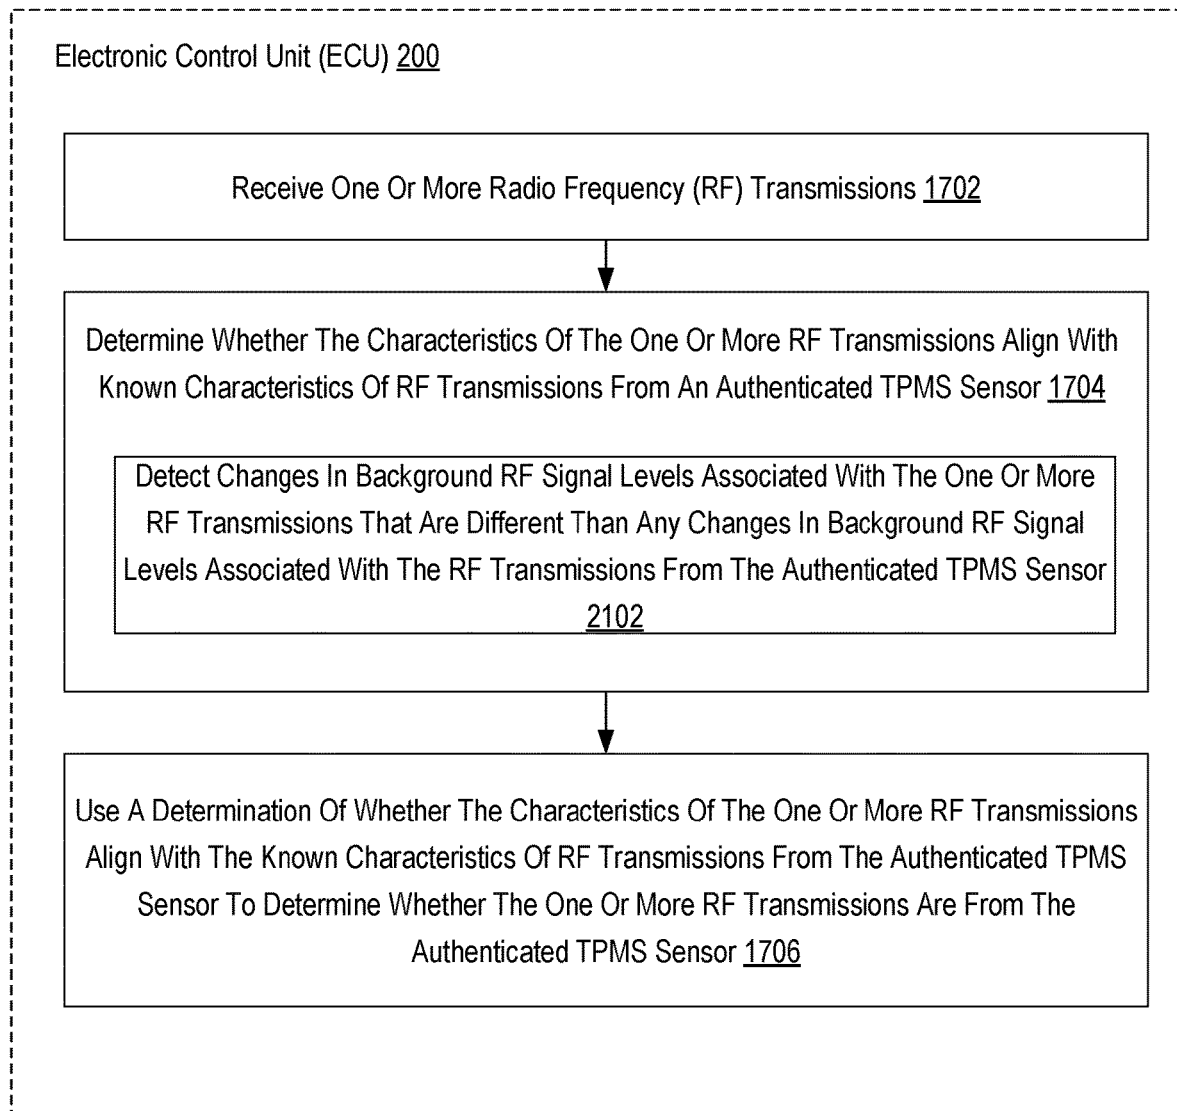 Electronic Control Unit (ECU) 200
Receive One Or More Radio Frequency (RF) Transmissions 1702
Determine Whether The Characteristics Of The One Or More RF Transmissions Align With
Known Characteristics Of RF Transmissions From An Authenticated TPMS Sensor 1704
Detect Changes In Background RF Signal Levels Associated With The One Or More
RF Transmissions That Are Different Than Any Changes In Background RF Signal
Levels Associated With The RF Transmissions From The Authenticated TPMS Sensor
2102
Use A Determination Of Whether The Characteristics Of The One Or More RF Transmissions
Align With The Known Characteristics Of RF Transmissions From The Authenticated TPMS
Sensor To Determine Whether The One Or More RF Transmissions Are From The
Authenticated TPMS Sensor 1706